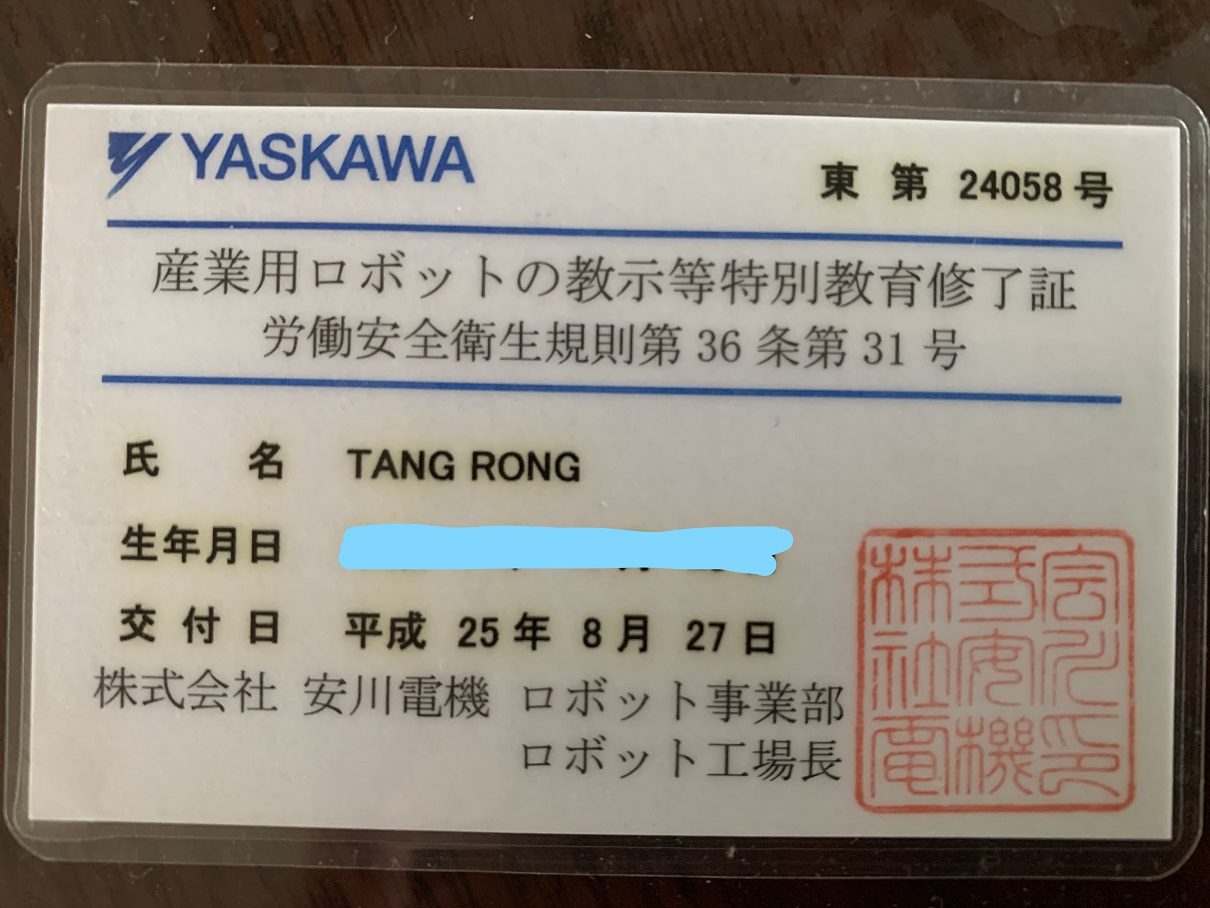 YASKAWA
東 第 24058 号
産業用ロボットの教示等特別教育修了証
労働安全衛生規則第 36 条第 31 号
氏 名 TANG RONG
生年月日
交付日 平成 25 年 8 月 27 日
株式会社 安川電機 ロボット事業部
ロボット工場長
株式会
社安川
電機印